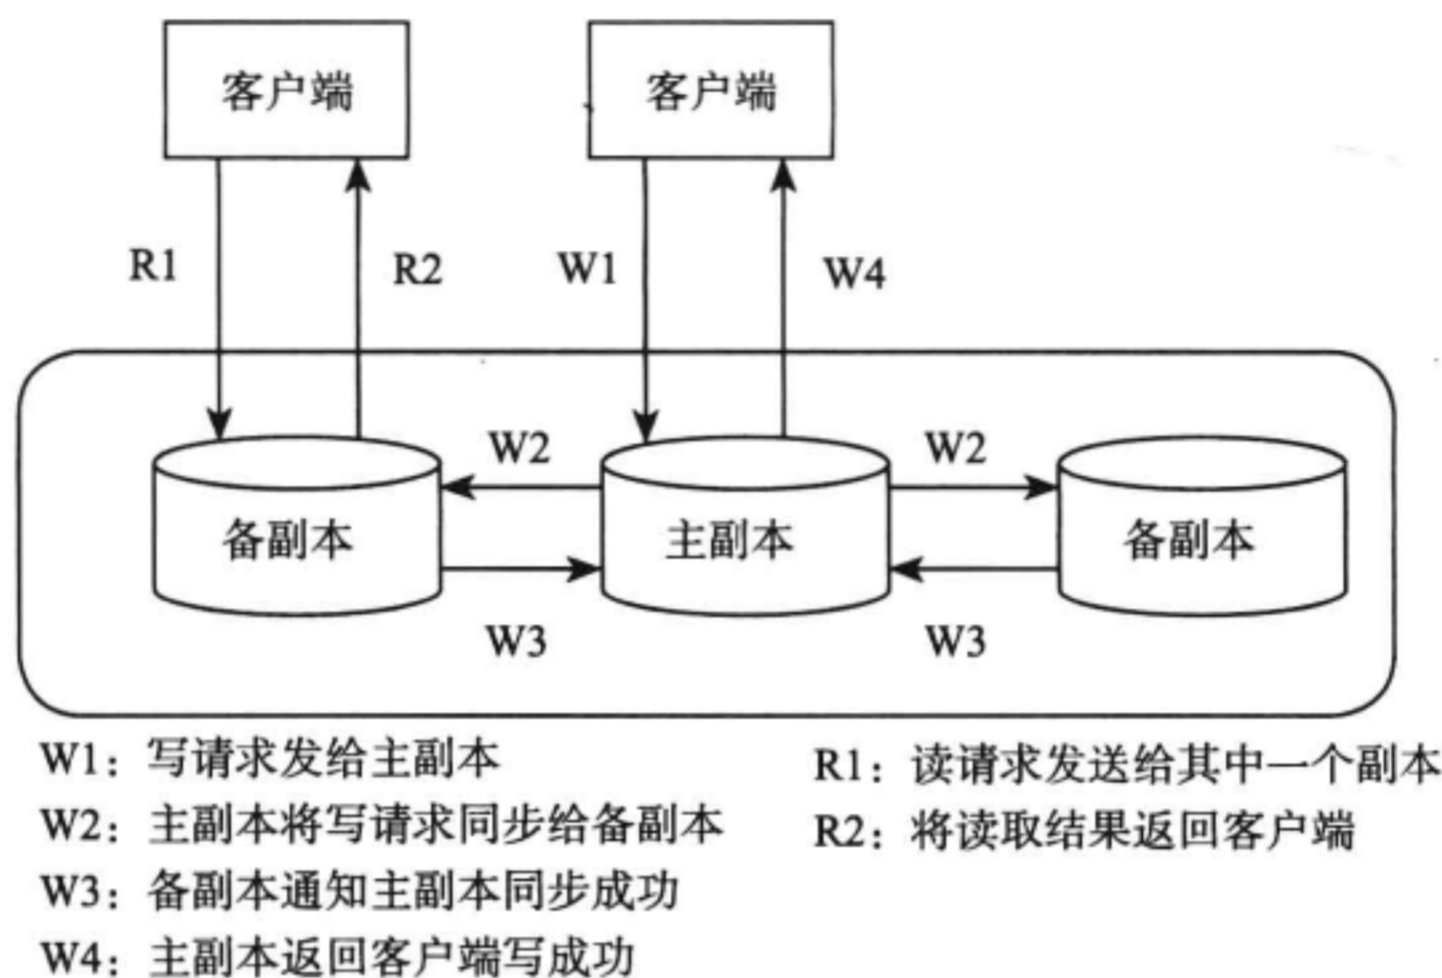 客户端
客户端
R1
R2
W1
W4
W2
W2
备副本
主副本
备副本
W3
W3
W1：写请求发给主副本
R1：读请求发送给其中一个副本
W2：主副本将写请求同步给备副本
R2：将读取结果返回客户端
W3：备副本通知主副本同步成功
W4：主副本返回客户端写成功